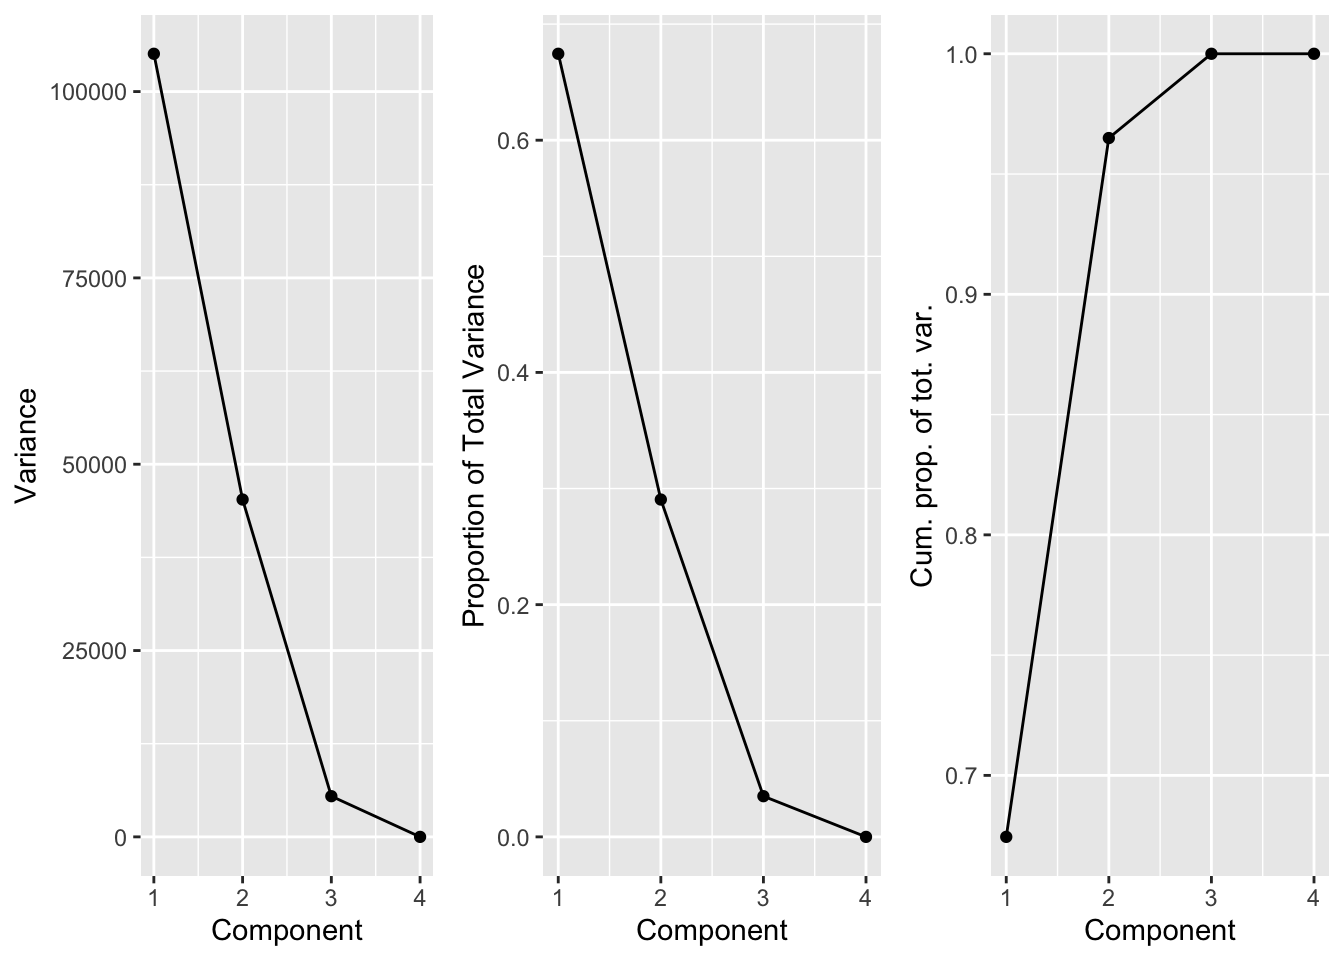 Variance
100000
75000
50000
25000
0
1 2 3 4
Component
Proportion of Total Variance
0.6
0.4
0.2
0.0
1 2 3 4
Component
Cum. prop. of tot. var.
1.0
0.9
0.8
0.7
1 2 3 4
Component